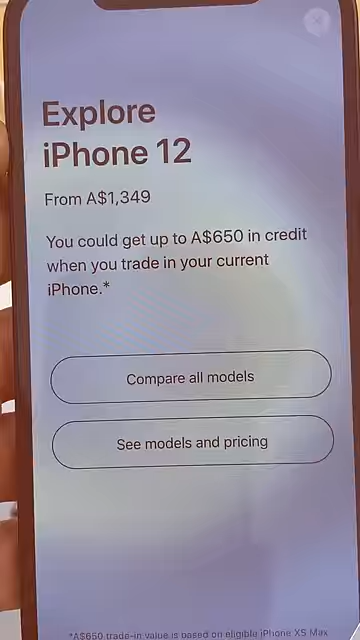 Explore
iPhone 12
From A$1,349
You could get up to A$650 in credit
when you trade in your current
iPhone.*
Compare all models
See models and pricing
*A$650 trade-in value is based on eligible iPhone XS Max